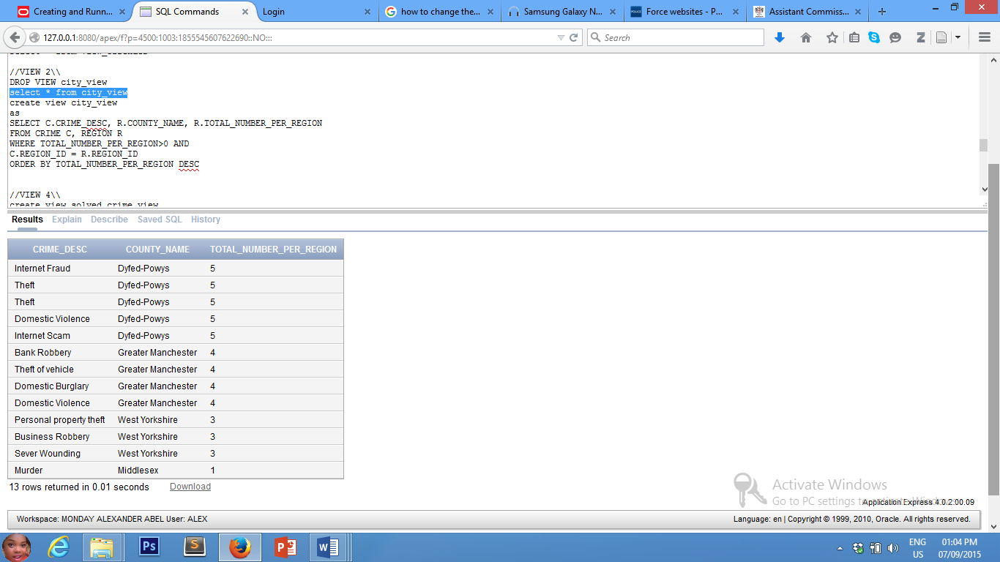 Creating and Runn...
SQL Commands
Login
how to change the...
Samsung Galaxy N...
Force websites - P...
Assistant Commiss...
127.0.0.1:8080/apex/f?p=4500:1003:1855545607622690::NO:::
Search
//VIEW 2\\
DROP VIEW city_view
select * from city_view
create view city_view
as
SELECT C.CRIME_DESC, R.COUNTY_NAME, R.TOTAL_NUMBER_PER_REGION
FROM CRIME C, REGION R
WHERE TOTAL_NUMBER_PER_REGION>0 AND
C.REGION_ID = R.REGION_ID
ORDER BY TOTAL_NUMBER_PER_REGION DESC
//VIEW 4\\
create view solved_crime_view
Results Explain Describe Saved SQL History
CRIME_DESC COUNTY_NAME TOTAL_NUMBER_PER_REGION
Internet Fraud Dyfed-Powys 5
Theft Dyfed-Powys 5
Theft Dyfed-Powys 5
Domestic Violence Dyfed-Powys 5
Internet Scam Dyfed-Powys 5
Bank Robbery Greater Manchester 4
Theft of vehicle Greater Manchester 4
Domestic Burglary Greater Manchester 4
Domestic Violence Greater Manchester 4
Personal property theft West Yorkshire 3
Business Robbery West Yorkshire 3
Sever Wounding West Yorkshire 3
Murder Middlesex 1
13 rows returned in 0.01 seconds Download
Activate Windows
Go to PC settings to activate Windows.
Application Express 4.0.2.00.09
Workspace: MONDAY ALEXANDER ABEL User: ALEX
Language: en | Copyright © 1999, 2010, Oracle. All rights reserved.
Ps
S
ENG
US
01:04 PM
07/09/2015